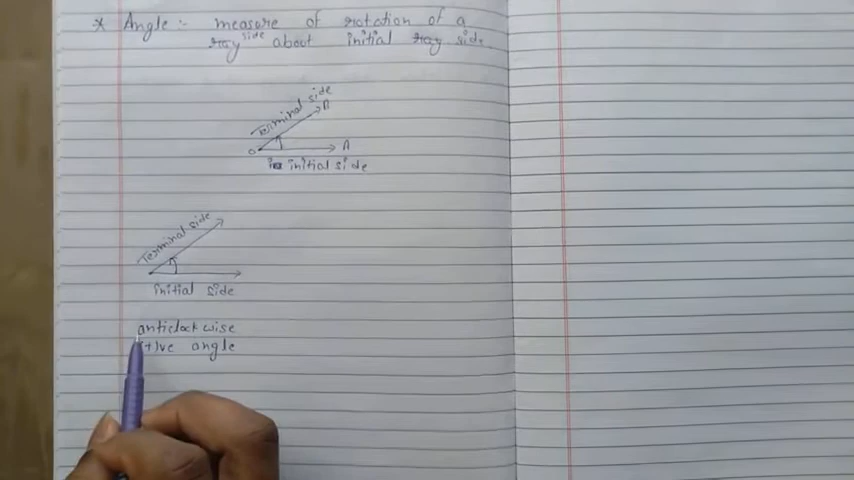 * Angle :- measure of rotation of a
ray side about initial ray side.
Terminal side
B
O
A
initial side
Terminal side
initial side
anticlockwise
(+)ve angle